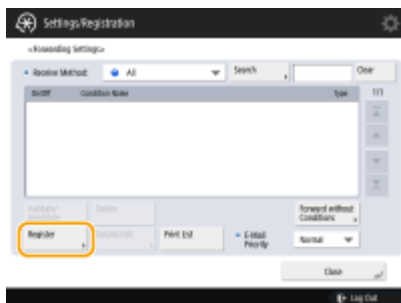 Settings/Registration
<Forwarding Settings>
Receive Method: All Search Clear
On/Off Condition Name Type 1/1
Validate/
Invalidate
Delete
Forward without
Conditions
Register
Details/Edit
Print List
E-Mail
Priority
Normal
Close
Log Out